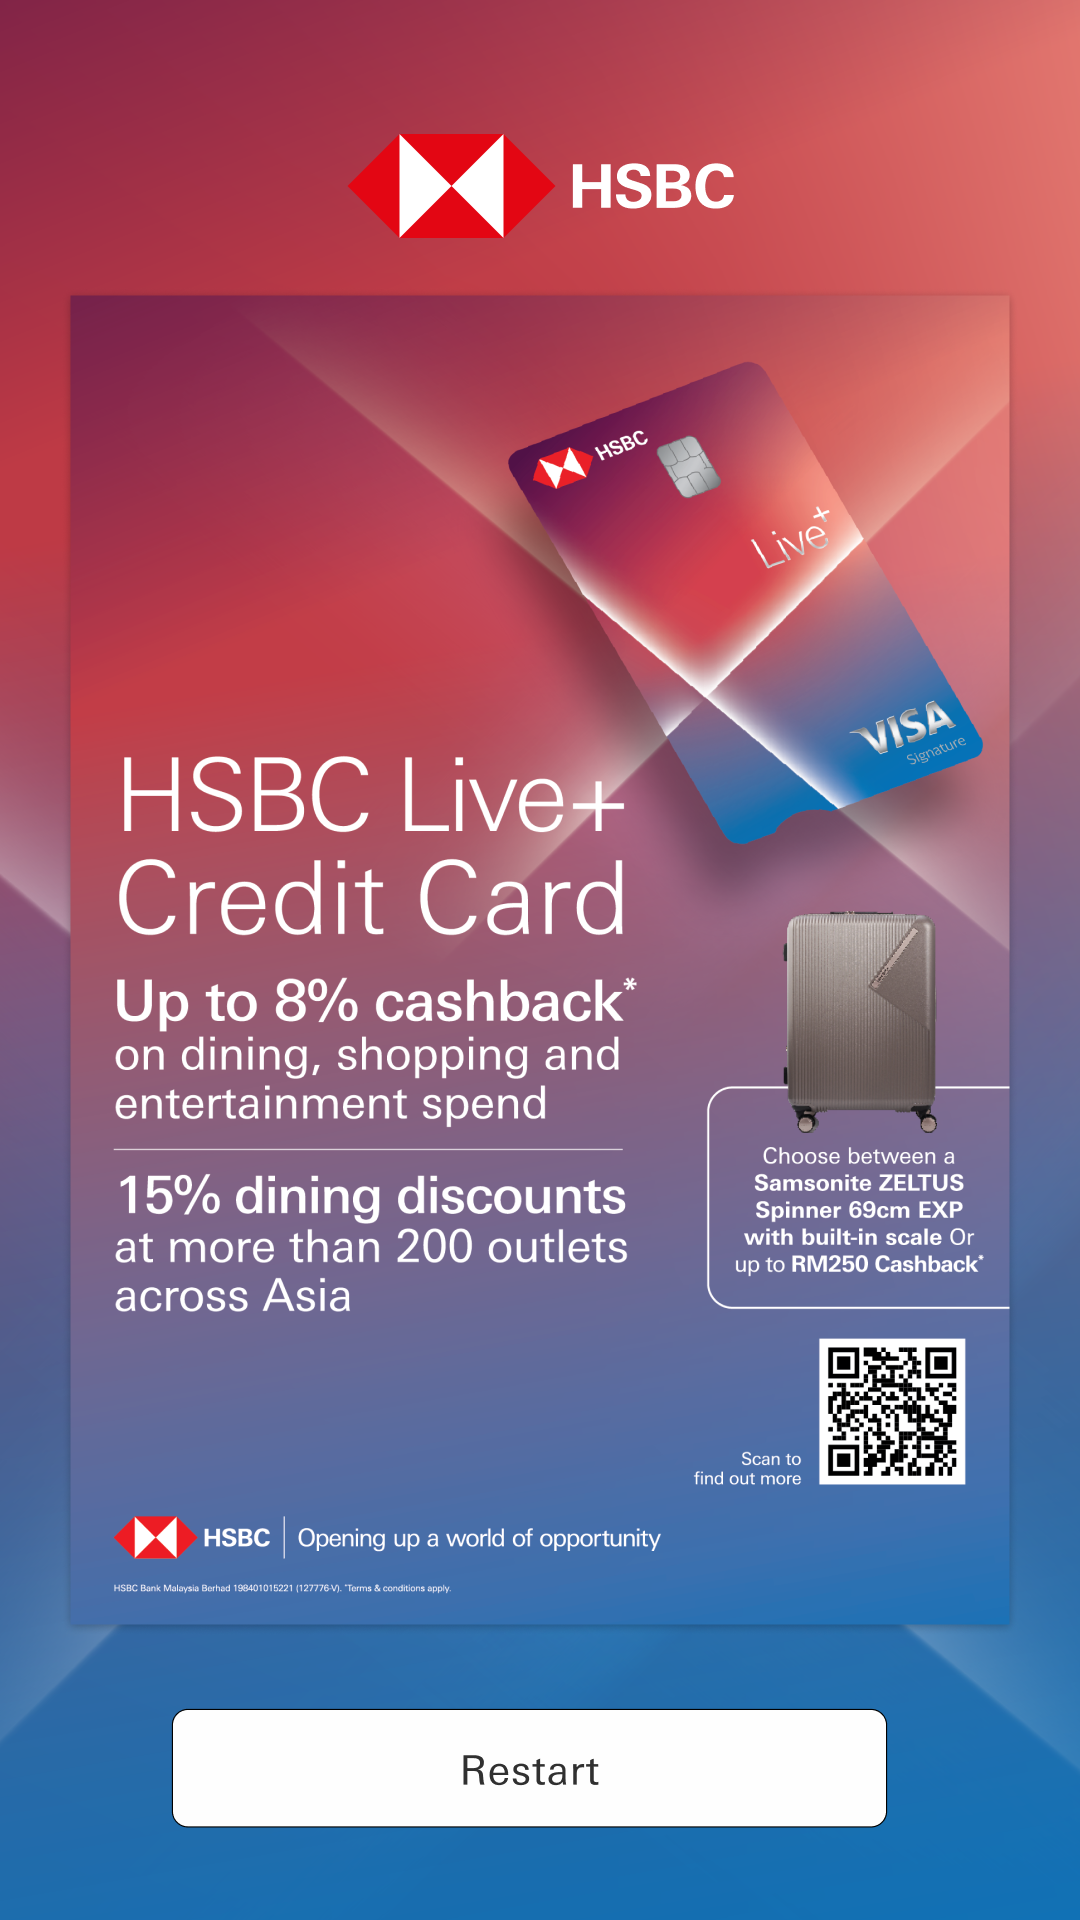 HSBC
HSBC
Live+
VISA
Signature
HSBC Live+
Credit Card
Up to 8% cashback*
on dining, shopping and
entertainment spend
15% dining discounts
at more than 200 outlets
across Asia
Choose between a
Samsonite ZELTUS
Spinner 69cm EXP
with built-in scale Or
up to RM250 Cashback*
Scan to
find out more
HSBC | Opening up a world of opportunity
HSBC Bank Malaysia Berhad 198401015221 (127776-V). *Terms & conditions apply.
Restart